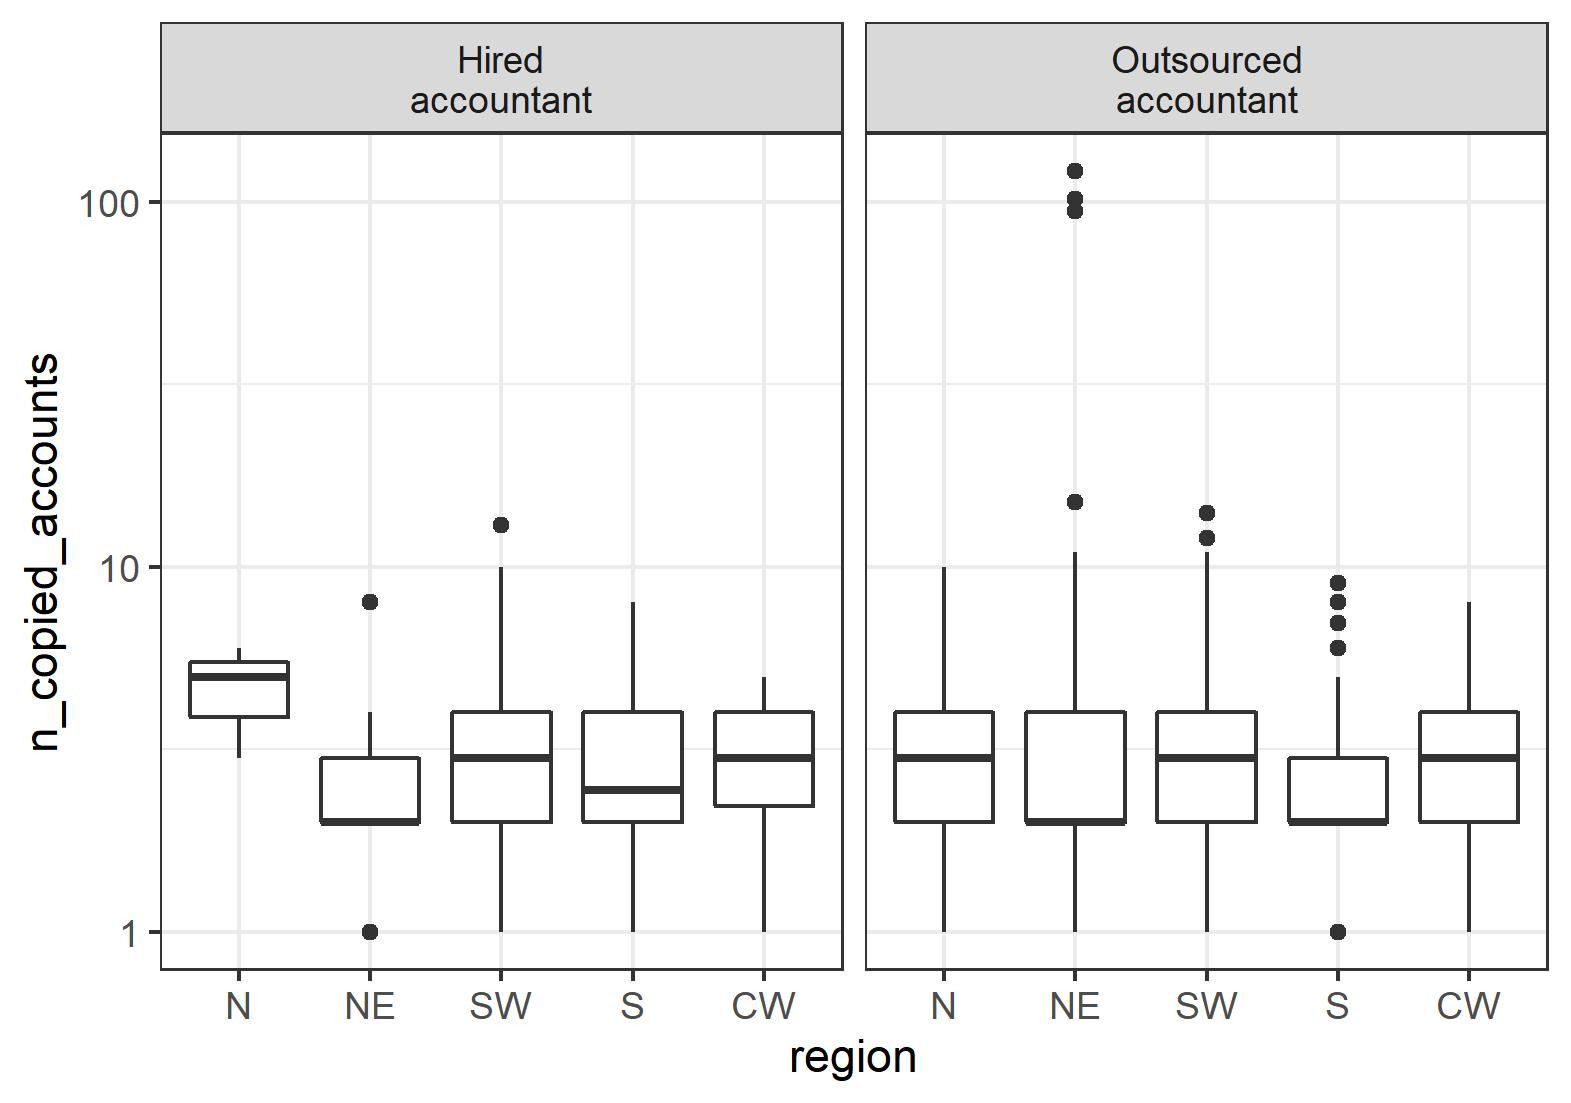 Hired
accountant
Outsourced
accountant
n_copied_accounts
100
10
1
N NE SW S CW
N NE SW S CW
region